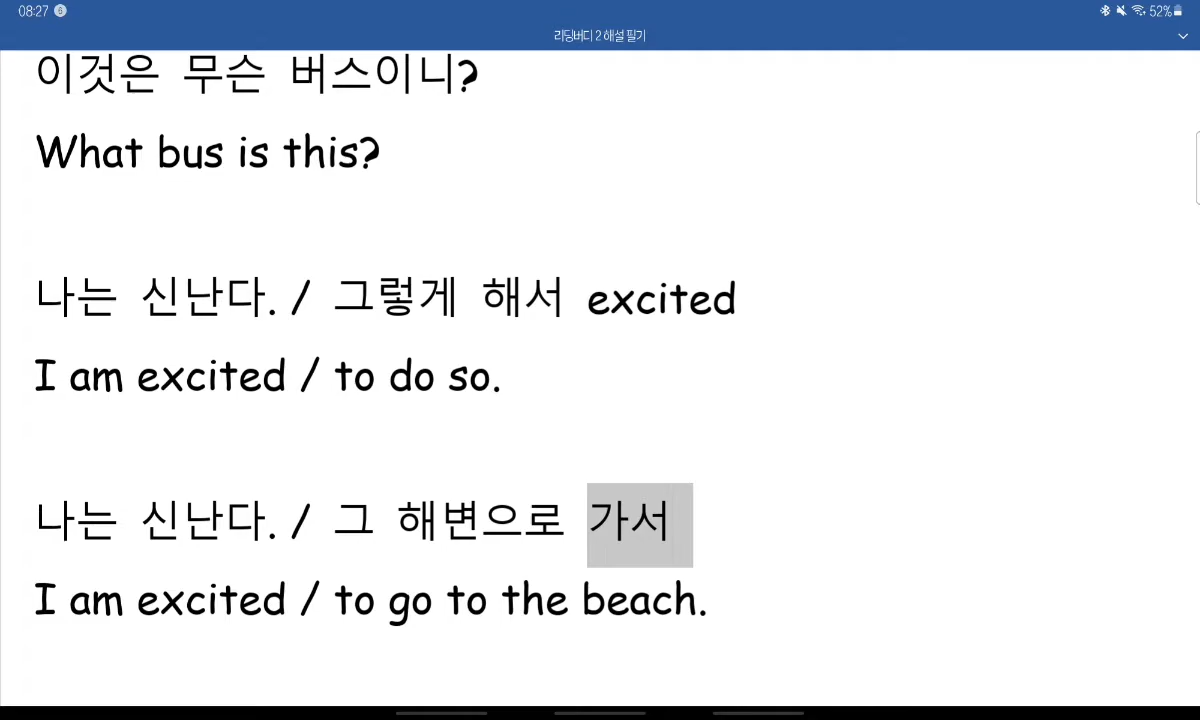 08:27 6 52%
리딩버디 2 해설 필기
이것은 무슨 버스이니?
What bus is this?
나는 신난다. / 그렇게 해서 excited
I am excited / to do so.
나는 신난다. / 그 해변으로 가서
I am excited / to go to the beach.